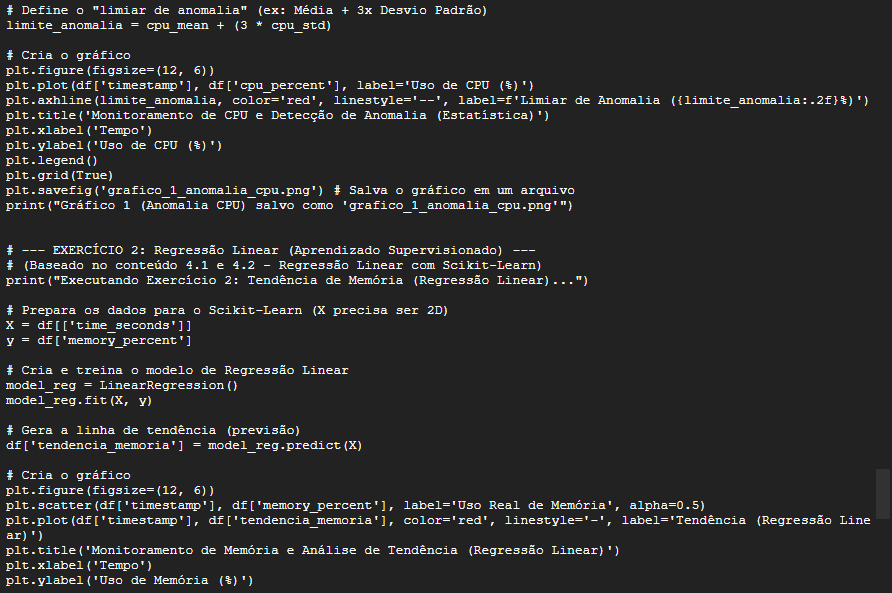 # Define o "limiar de anomalia" (ex: Média + 3x Desvio Padrão)
limite_anomalia = cpu_mean + (3 * cpu_std)
# Cria o gráfico
plt.figure(figsize=(12, 6))
plt.plot(df['timestamp'], df['cpu_percent'], label='Uso de CPU (%)')
plt.axhline(limite_anomalia, color='red', linestyle='--', label=f'Limiar de Anomalia ({limite_anomalia:.2f}%)')
plt.title('Monitoramento de CPU e Detecção de Anomalia (Estatística)')
plt.xlabel('Tempo')
plt.ylabel('Uso de CPU (%)')
plt.legend()
plt.grid(True)
plt.savefig('grafico_1_anomalia_cpu.png') # Salva o gráfico em um arquivo
print("Gráfico 1 (Anomalia CPU) salvo como 'grafico_1_anomalia_cpu.png'")
# --- EXERCÍCIO 2: Regressão Linear (Aprendizado Supervisionado) ---
# (Baseado no conteúdo 4.1 e 4.2 - Regressão Linear com Scikit-Learn)
print("Executando Exercício 2: Tendência de Memória (Regressão Linear)...")
# Prepara os dados para o Scikit-Learn (X precisa ser 2D)
X = df[['time_seconds']]
y = df['memory_percent']
# Cria e treina o modelo de Regressão Linear
model_reg = LinearRegression()
model_reg.fit(X, y)
# Gera a linha de tendência (previsão)
df['tendencia_memoria'] = model_reg.predict(X)
# Cria o gráfico
plt.figure(figsize=(12, 6))
plt.scatter(df['timestamp'], df['memory_percent'], label='Uso Real de Memória', alpha=0.5)
plt.plot(df['timestamp'], df['tendencia_memoria'], color='red', linestyle='-', label='Tendência (Regressão Line
ar)')
plt.title('Monitoramento de Memória e Análise de Tendência (Regressão Linear)')
plt.xlabel('Tempo')
plt.ylabel('Uso de Memória (%)')